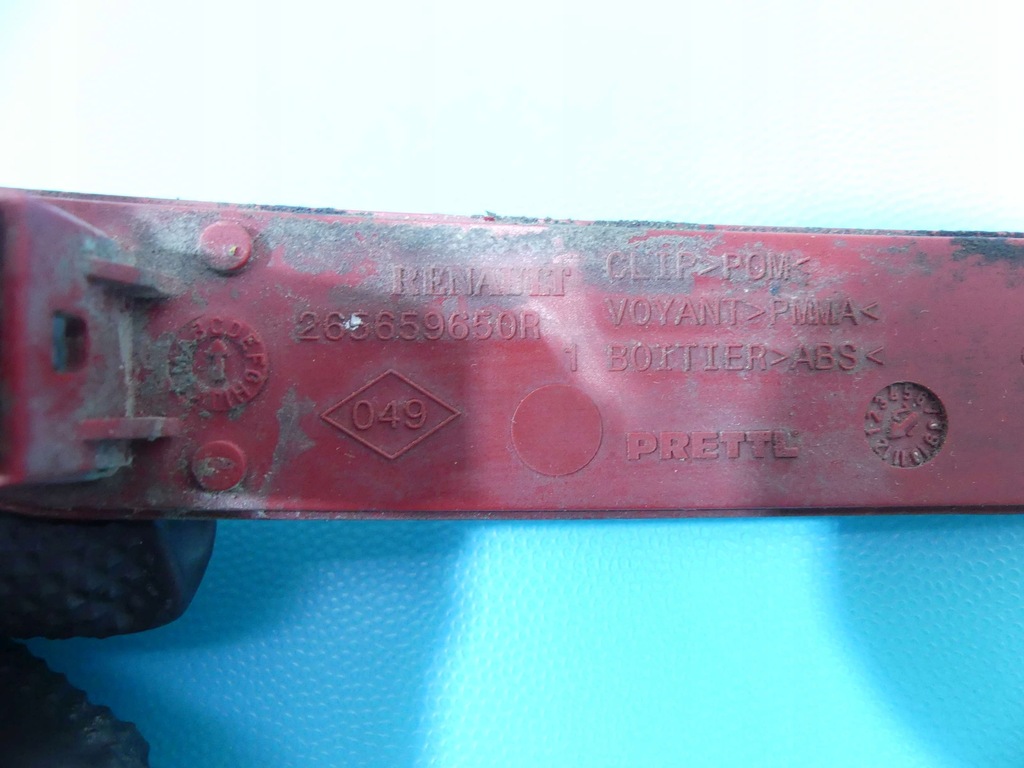 RENAULT
265659650R
1
CLIP>POM<
VOYANT>PMMA<
BOITIER>ABS<
049
PRETTL